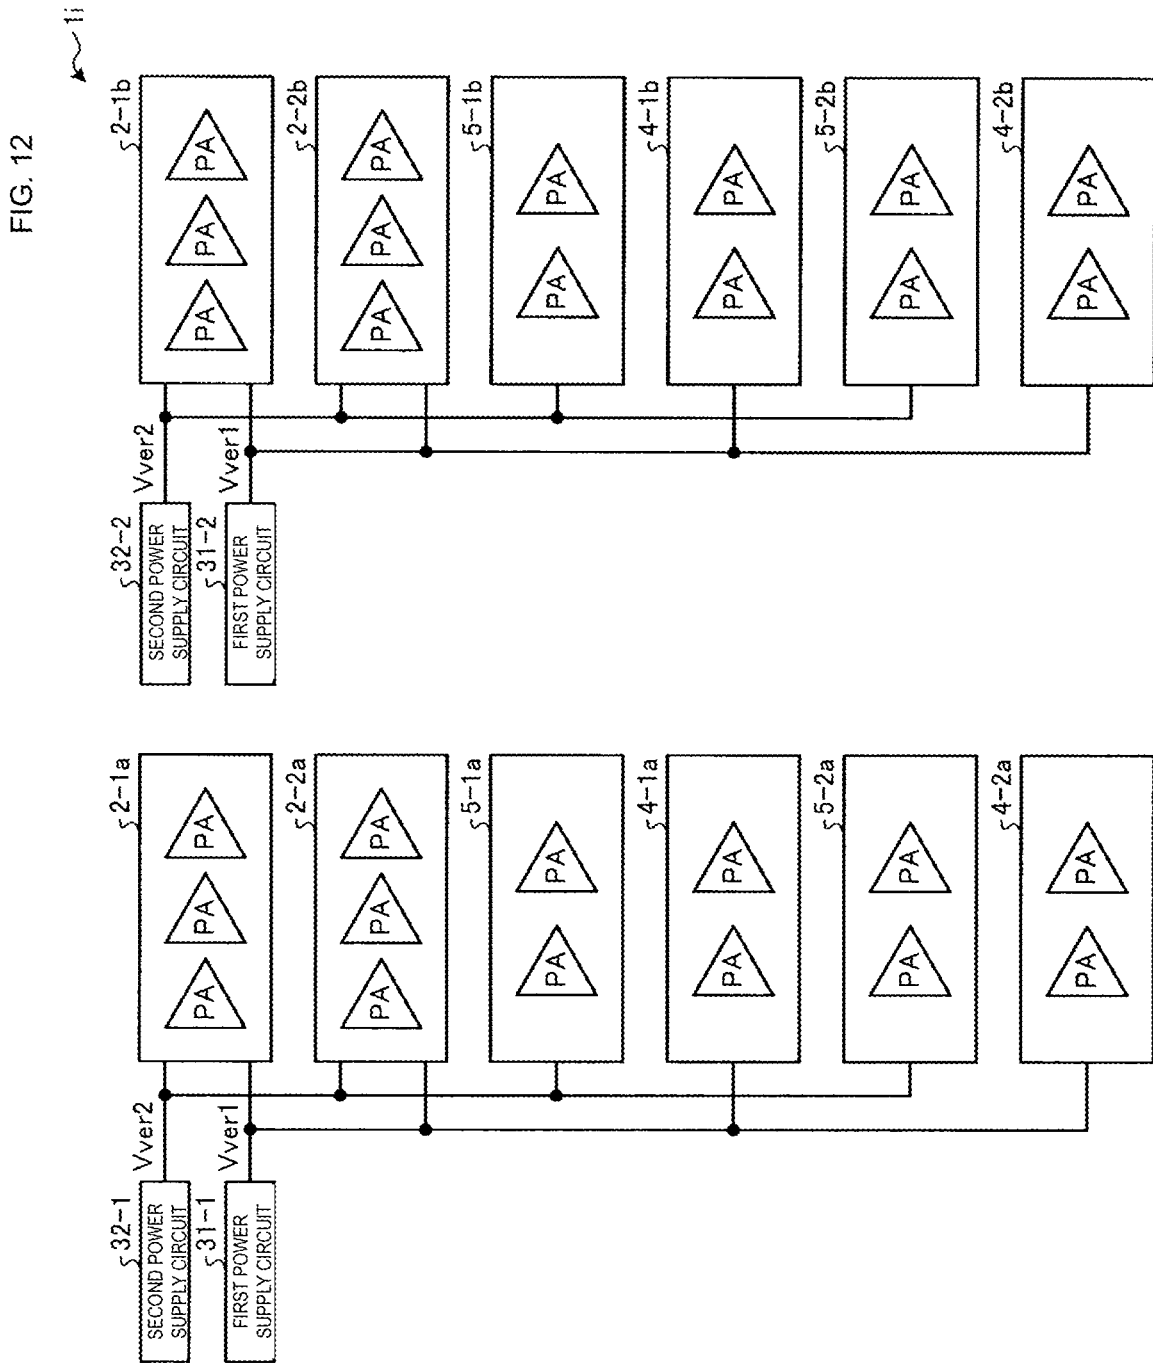 FIG. 12
1i
32-1
SECOND POWER
SUPPLY CIRCUIT
Vver2
31-1
FIRST POWER
SUPPLY CIRCUIT
Vver1
2-1a
PA PA PA
2-2a
PA PA PA
5-1a
PA PA
4-1a
PA PA
5-2a
PA PA
4-2a
PA PA
32-2
SECOND POWER
SUPPLY CIRCUIT
Vver2
31-2
FIRST POWER
SUPPLY CIRCUIT
Vver1
2-1b
PA PA PA
2-2b
PA PA PA
5-1b
PA PA
4-1b
PA PA
5-2b
PA PA
4-2b
PA PA